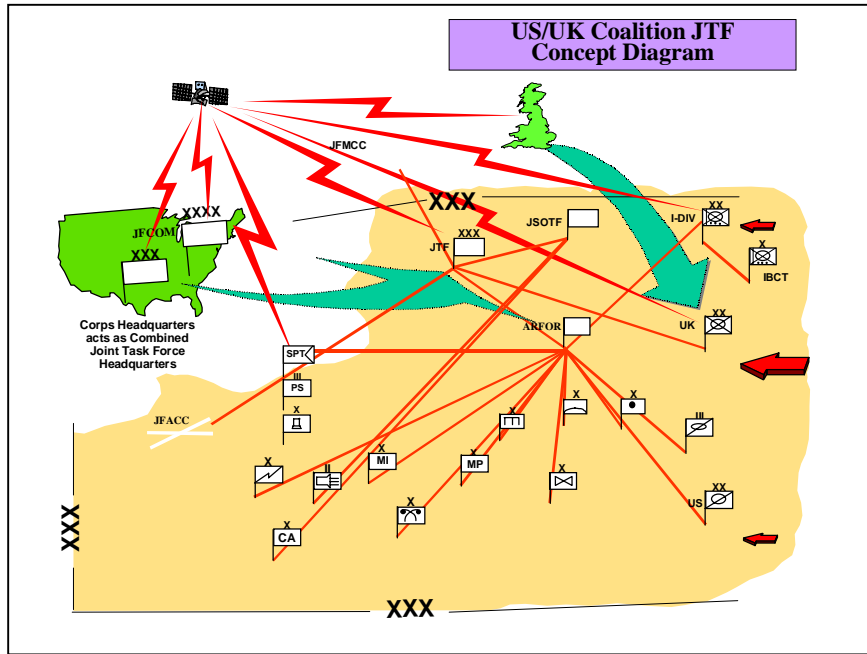 US/UK Coalition JTF
Concept Diagram
JFMCC
XXX
XX
I-DIV
JSOTF
XXXX
JFCOM
XXX
JTF
XXX
X
IBCT
Corps Headquarters
acts as Combined
Joint Task Force
Headquarters
ARFOR
XX
UK
SPT
III
PS
X
JFACC
X
X
X
III
X
MI
X
MP
X
II
X
XX
US
X
CA
X
XXX
XXX